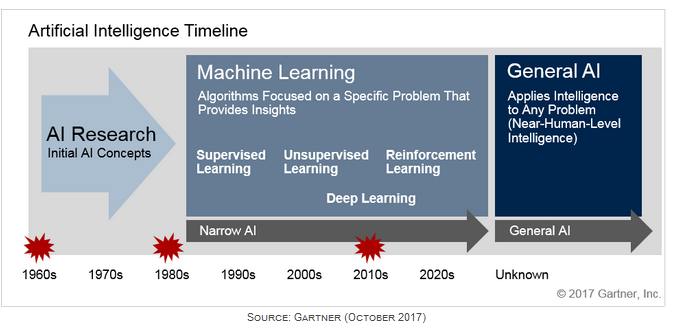 Artificial Intelligence Timeline
AI Research
Initial AI Concepts
Machine Learning
Algorithms Focused on a Specific Problem That
Provides Insights
Supervised
Learning
Unsupervised
Learning
Reinforcement
Learning
Deep Learning
General AI
Applies Intelligence
to Any Problem
(Near-Human-Level
Intelligence)
Narrow AI
General AI
1960s 1970s 1980s 1990s 2000s 2010s 2020s Unknown
© 2017 Gartner, Inc.
SOURCE: GARTNER (OCTOBER 2017)